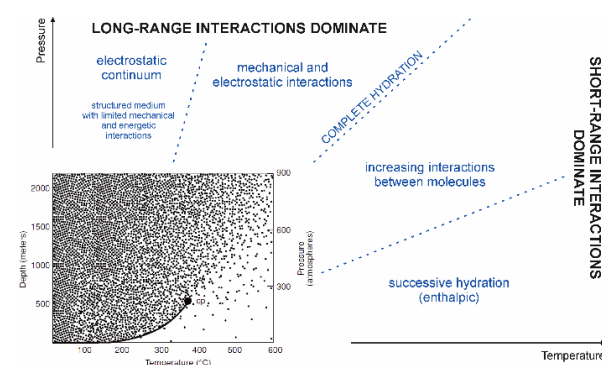 LONG-RANGE INTERACTIONS DOMINATE
Pressure
electrostatic
continuum
structured medium
with limited mechanical
and energetic
interactions
mechanical and
electrostatic interactions
COMPLETE HYDRATION
SHORT-RANGE INTERACTIONS
DOMINATE
increasing interactions
between molecules
successive hydration
(enthalpic)
Depth (meters)
2000
1500
1000
500
900
600
300
Pressure
(atmospheres)
cp
100 200 300 400 500 600
Temperature (°C)
Temperature